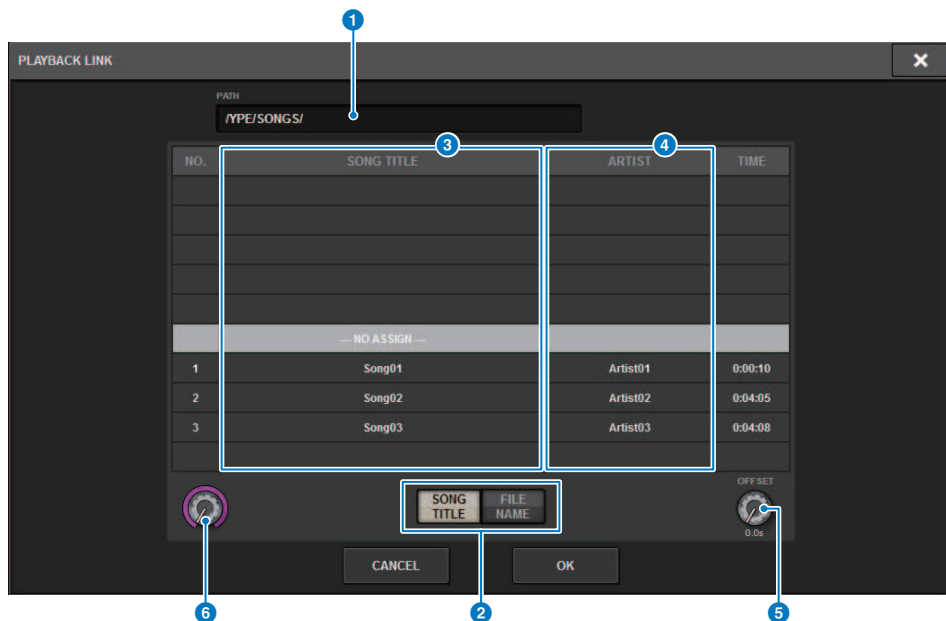 1
PLAYBACK LINK
×
PATH
/YPE/SONGS/
3
4
NO. SONG TITLE ARTIST TIME
--- NO ASSIGN ---
1 Song01 Artist01 0:00:10
2 Song02 Artist02 0:04:05
3 Song03 Artist03 0:04:08
OFFSET
SONG TITLE
FILE NAME
0.0s
CANCEL OK
6 2 5